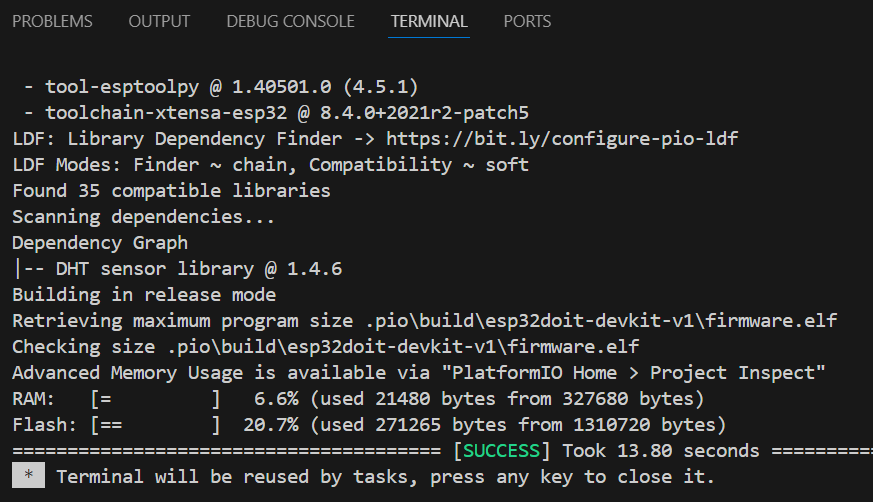 PROBLEMS OUTPUT DEBUG CONSOLE TERMINAL PORTS
- tool-esptoolpy @ 1.40501.0 (4.5.1)
- toolchain-xtensa-esp32 @ 8.4.0+2021r2-patch5
LDF: Library Dependency Finder -> https://bit.ly/configure-pio-ldf
LDF Modes: Finder ~ chain, Compatibility ~ soft
Found 35 compatible libraries
Scanning dependencies...
Dependency Graph
|-- DHT sensor library @ 1.4.6
Building in release mode
Retrieving maximum program size .pio\build\esp32doit-devkit-v1\firmware.elf
Checking size .pio\build\esp32doit-devkit-v1\firmware.elf
Advanced Memory Usage is available via "PlatformIO Home > Project Inspect"
RAM:   [=         ]   6.6% (used 21480 bytes from 327680 bytes)
Flash: [==        ]  20.7% (used 271265 bytes from 1310720 bytes)
======================================= [SUCCESS] Took 13.80 seconds ==========
* Terminal will be reused by tasks, press any key to close it.